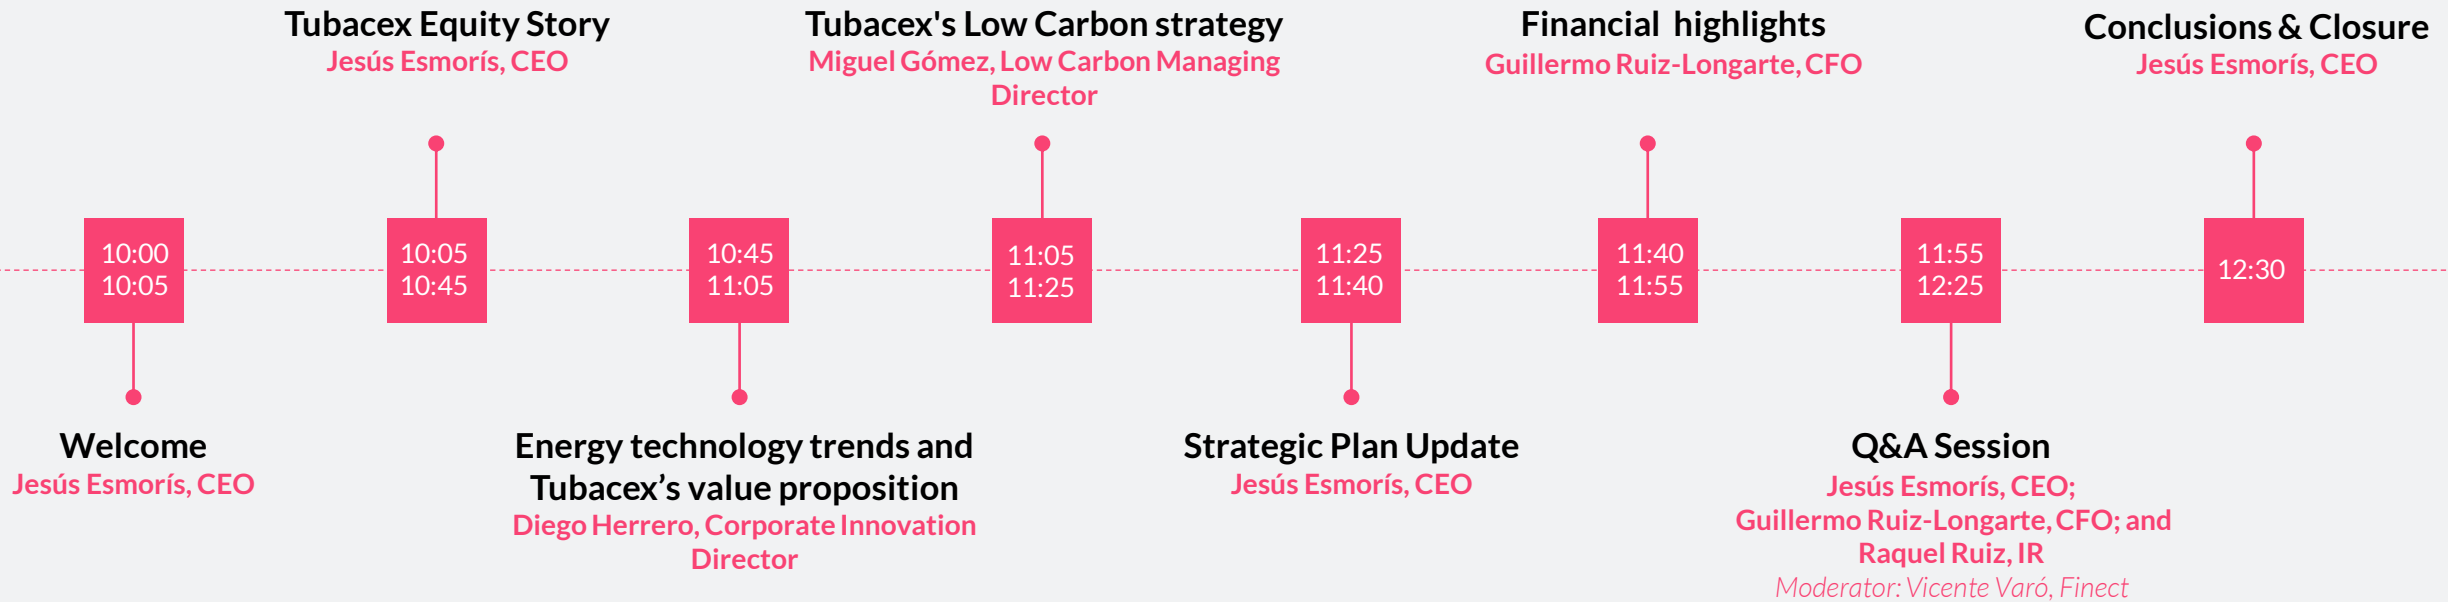 Tubacex Equity Story
Jesús Esmorís, CEO
Tubacex's Low Carbon strategy
Miguel Gómez, Low Carbon Managing
Director
Financial highlights
Guillermo Ruiz-Longarte, CFO
Conclusions & Closure
Jesús Esmorís, CEO
10:00
10:05
10:05
10:45
10:45
11:05
11:05
11:25
11:25
11:40
11:40
11:55
11:55
12:25
12:30
Welcome
Jesús Esmorís, CEO
Energy technology trends and
Tubacex’s value proposition
Diego Herrero, Corporate Innovation
Director
Strategic Plan Update
Jesús Esmorís, CEO
Q&A Session
Jesús Esmorís, CEO;
Guillermo Ruiz-Longarte, CFO; and
Raquel Ruiz, IR
Moderator: Vicente Varó, Finect